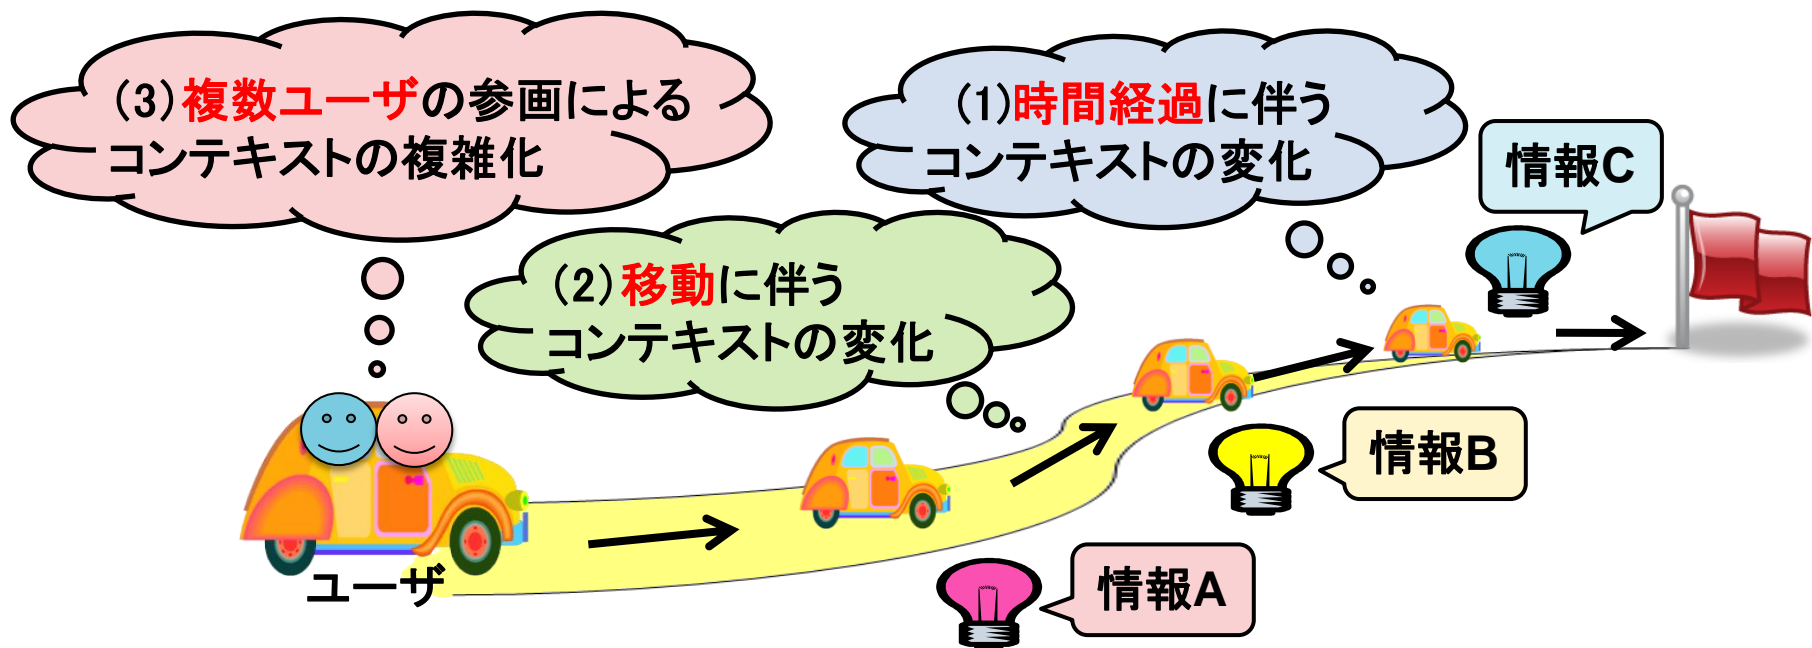 （3）複数ユーザの参画による
コンテキストの複雑化
(1)時間経過に伴う
コンテキストの変化
情報C
（2）移動に伴う
コンテキストの変化
情報B
情報A
ユーザ